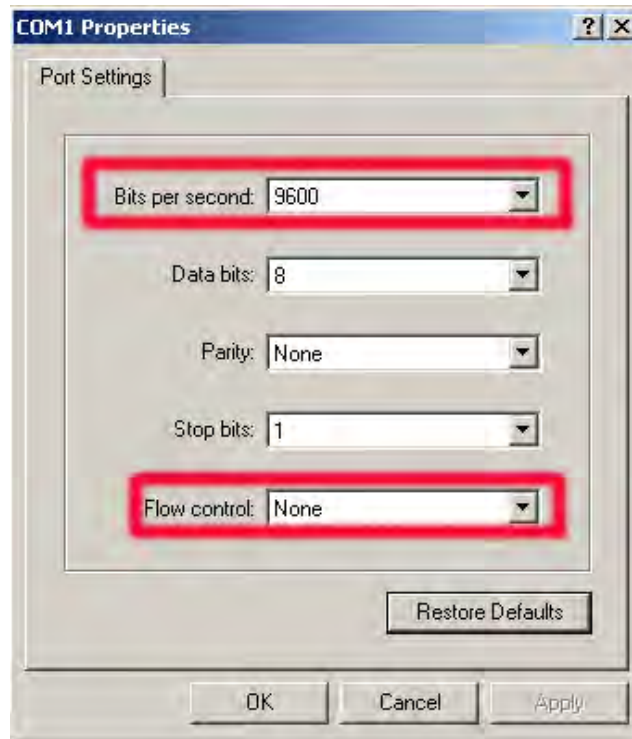 COM1 Properties
Port Settings
Bits per second: 9600
Data bits: 8
Parity: None
Stop bits: 1
Flow control: None
Restore Defaults
OK Cancel Apply